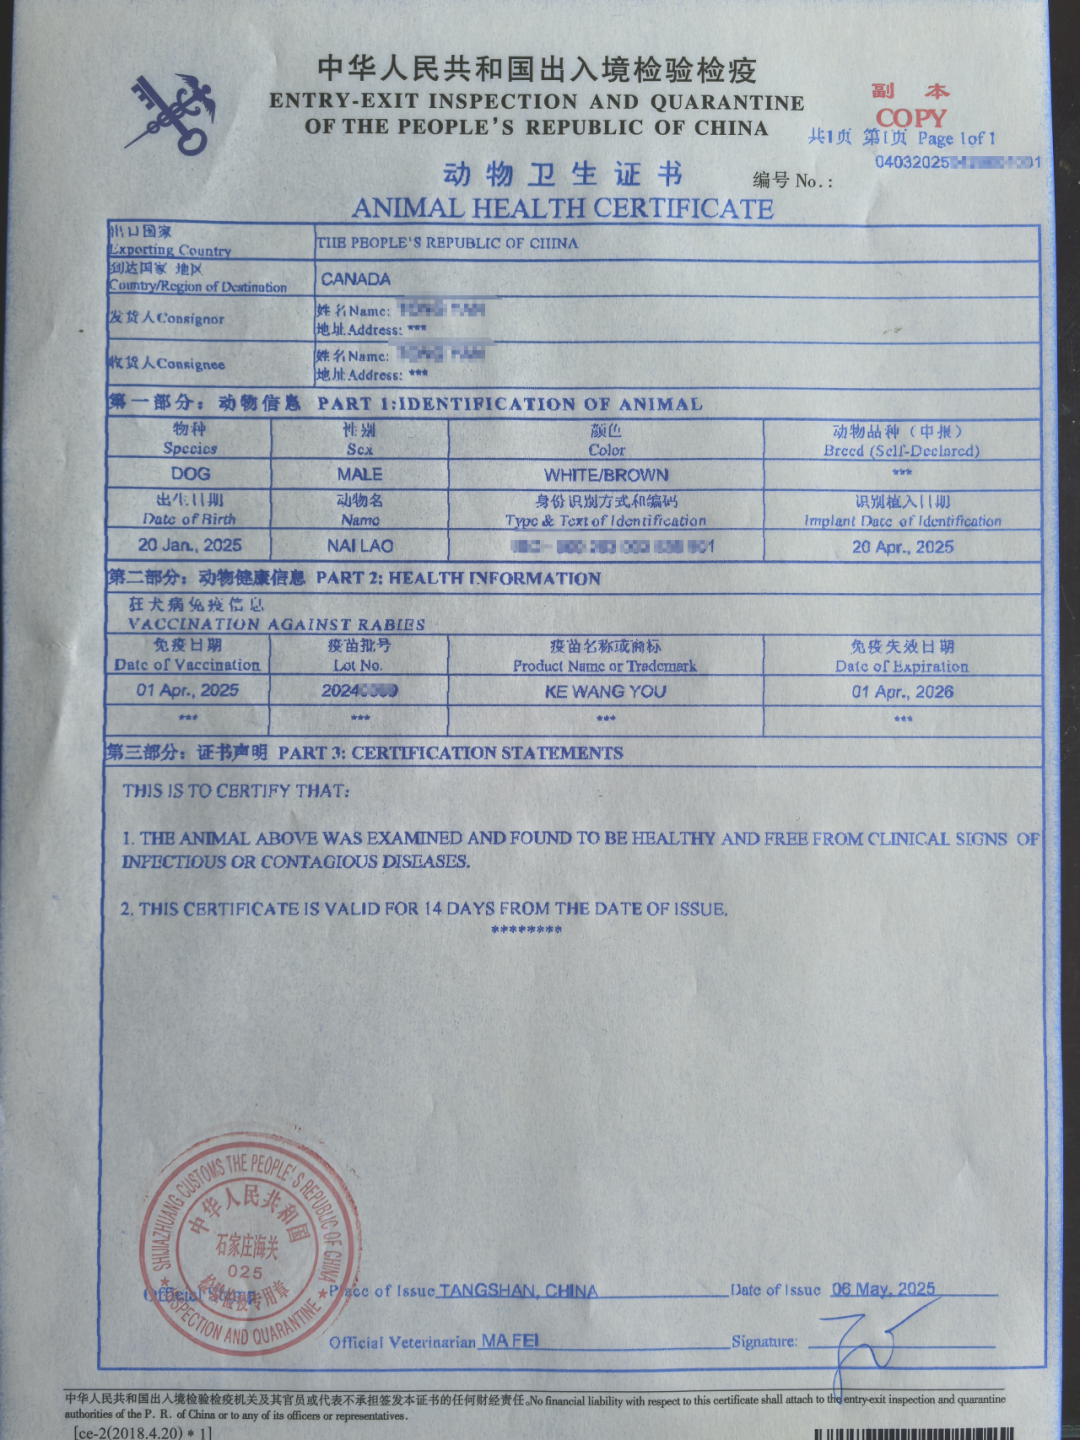 中华人民共和国出入境检验检疫
ENTRY-EXIT INSPECTION AND QUARANTINE
OF THE PEOPLE'S REPUBLIC OF CHINA
副 本
COPY
共1页 第1页 Page 1of 1
04032025
动物卫生证书
编号 No.:
ANIMAL HEALTH CERTIFICATE
出口国家
Exporting Country
THE PEOPLE'S REPUBLIC OF CHINA
到达国家 地区
Country/Region of Destination
CANADA
发货人Consignor
姓名Name:
地址Address: ***
收货人Consignee
姓名Name:
地址Address: ***
第一部分：动物信息 PART 1:IDENTIFICATION OF ANIMAL
物种 性别 颜色 动物品种（申报）
Species Sex Color Breed (Self-Declared)
DOG MALE WHITE/BROWN ***
出生日期 动物名 身份识别方式和编码 识别植入日期
Date of Birth Name Type & Text of Identification Implant Date of Identification
20 Jan., 2025 NAI LAO 20 Apr., 2025
第二部分：动物健康信息 PART 2: HEALTH INFORMATION
狂犬病免疫信息
VACCINATION AGAINST RABIES
免疫日期 疫苗批号 疫苗名称或商标 免疫失效日期
Date of Vaccination Lot No. Product Name or Trademark Date of Expiration
01 Apr., 2025 2024 KE WANG YOU 01 Apr., 2026
*** *** *** ***
第三部分：证书声明 PART 3: CERTIFICATION STATEMENTS
THIS IS TO CERTIFY THAT:
1. THE ANIMAL ABOVE WAS EXAMINED AND FOUND TO BE HEALTHY AND FREE FROM CLINICAL SIGNS OF
INFECTIOUS OR CONTAGIOUS DISEASES.
2. THIS CERTIFICATE IS VALID FOR 14 DAYS FROM THE DATE OF ISSUE.
********
SHIJIAZHUANG CUSTOMS THE PEOPLE'S REPUBLIC OF CHINA
中华人民共和国
石家庄海关
025
检验检疫专用章
INSPECTION AND QUARANTINE
Official Stamp Place of Issue TANGSHAN, CHINA Date of Issue 06 May, 2025
Official Veterinarian MA FEI Signature:
中华人民共和国出入境检验检疫机关及其官员或代表不承担签发本证书的任何财经责任。No financial liability with respect to this certificate shall attach to the entry-exit inspection and quarantine
authorities of the P. R. of China or to any of its officers or representatives.
[ce-2(2018.4.20) * 1]